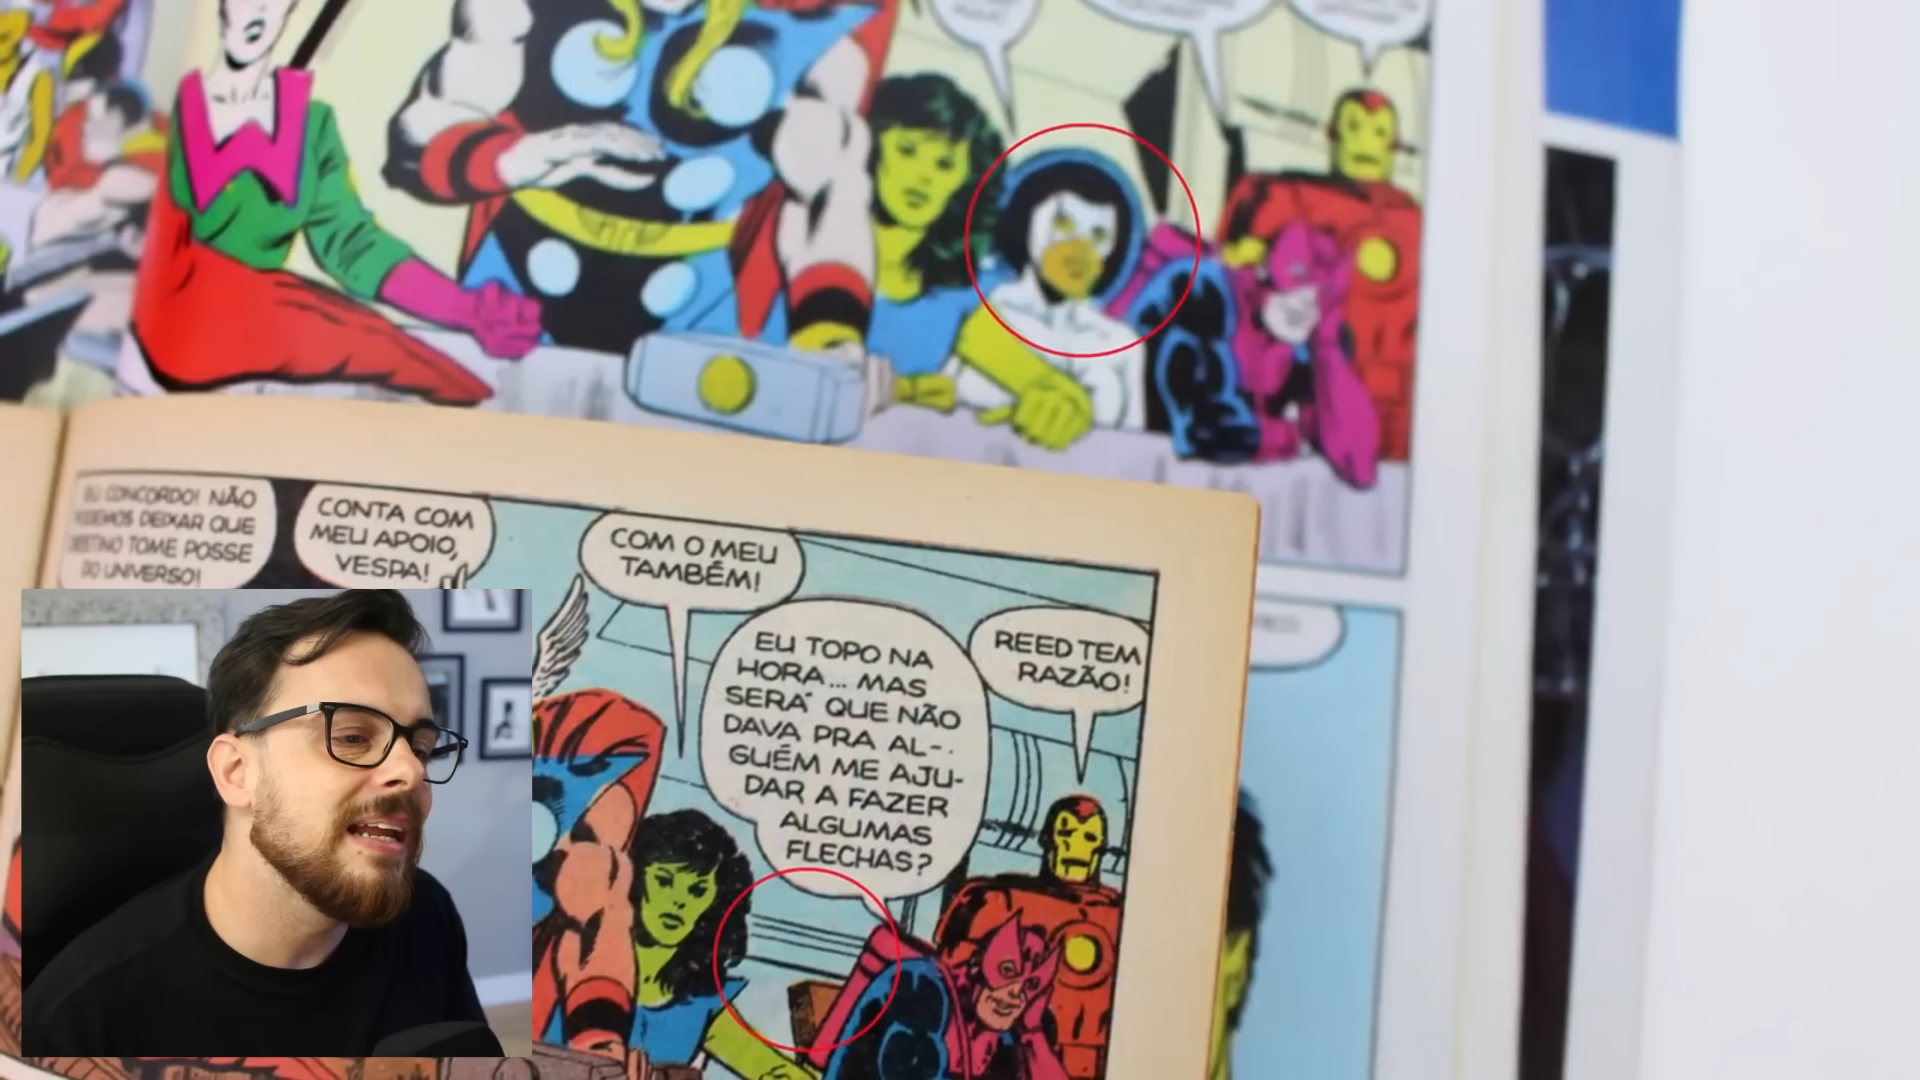 EU CONCORDO! NÃO
PODEMOS DEIXAR QUE
DESTINO TOME POSSE
DO UNIVERSO!
CONTA COM
MEU APOIO,
VESPA!
COM O MEU
TAMBÉM!
EU TOPO NA
HORA... MAS
SERÁ QUE NÃO
DAVA PRA AL-
GUÉM ME AJU-
DAR A FAZER
ALGUMAS
FLECHAS?
REED TEM
RAZÃO!
W